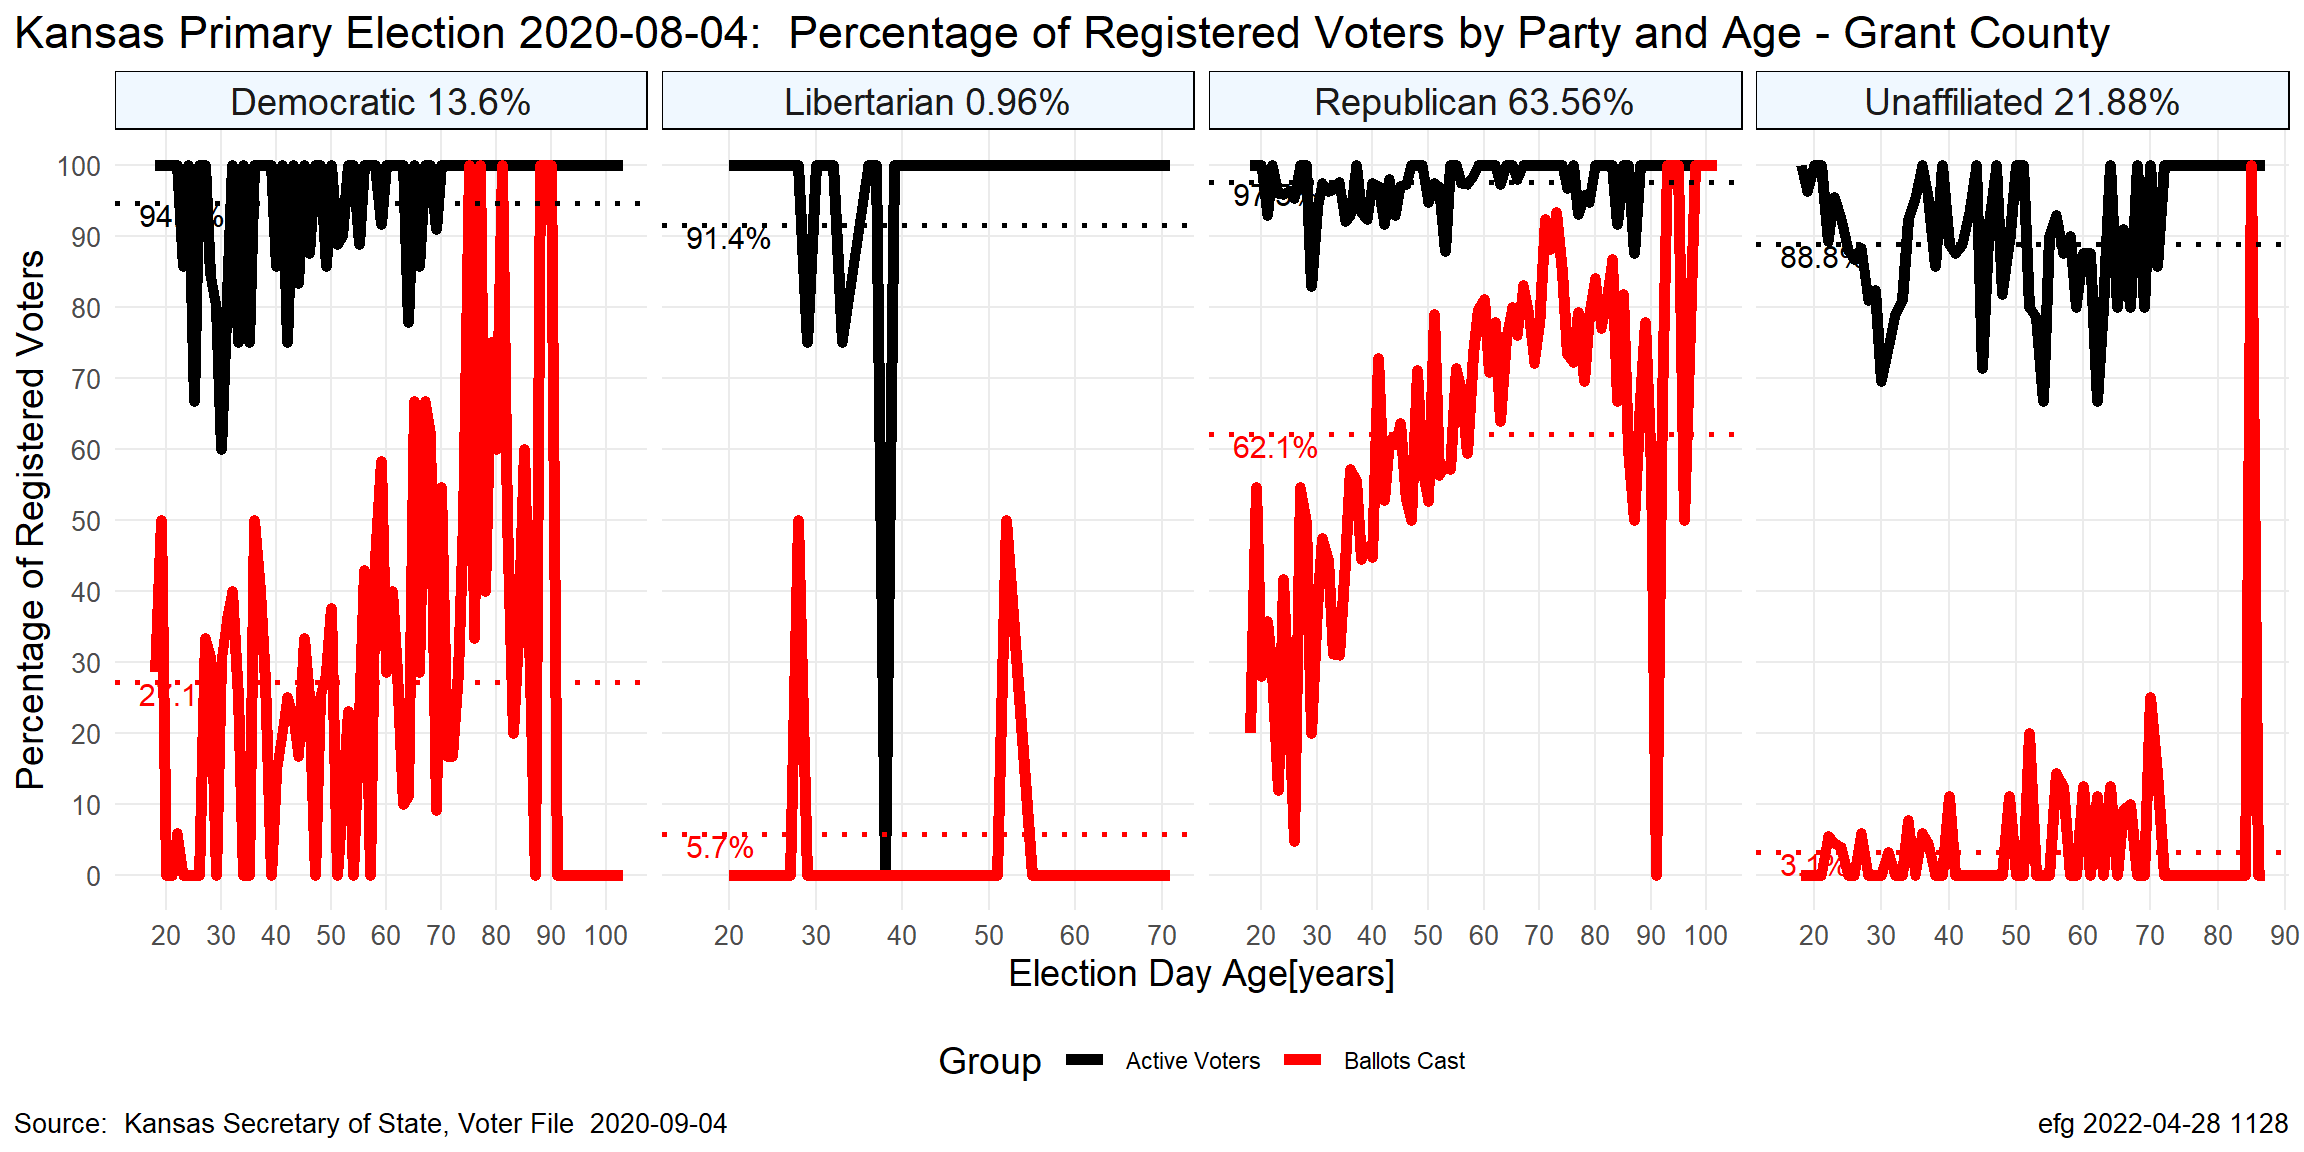 Kansas Primary Election 2020-08-04:  Percentage of Registered Voters by Party and Age - Grant County
Democratic 13.6%
Libertarian 0.96%
Republican 63.56%
Unaffiliated 21.88%
Percentage of Registered Voters
100
90
80
70
60
50
40
30
20
10
0
91.4%
88.8%
5.7%
62.1%
3.1%
20 30 40 50 60 70 80 90 100
20 30 40 50 60 70
20 30 40 50 60 70 80 90 100
20 30 40 50 60 70 80 90
Election Day Age[years]
Group Active Voters Ballots Cast
Source:  Kansas Secretary of State, Voter File  2020-09-04
efg 2022-04-28 1128